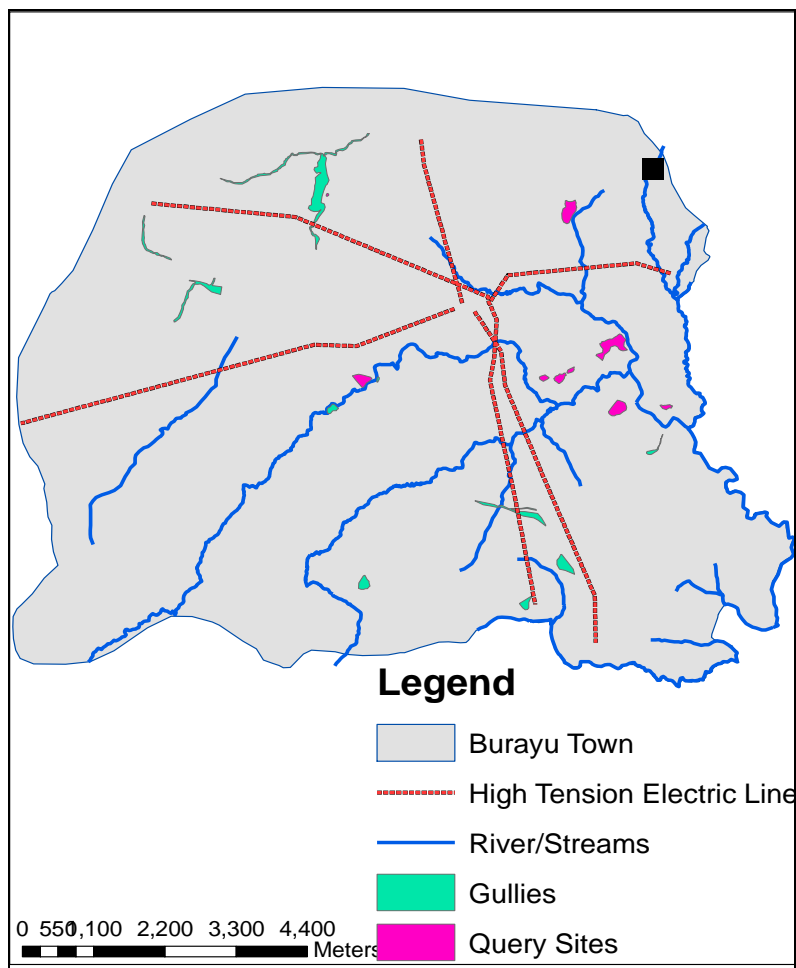 Legend
Burayu Town
High Tension Electric Line
River/Streams
Gullies
Query Sites
0 550 1,100 2,200 3,300 4,400
Meters